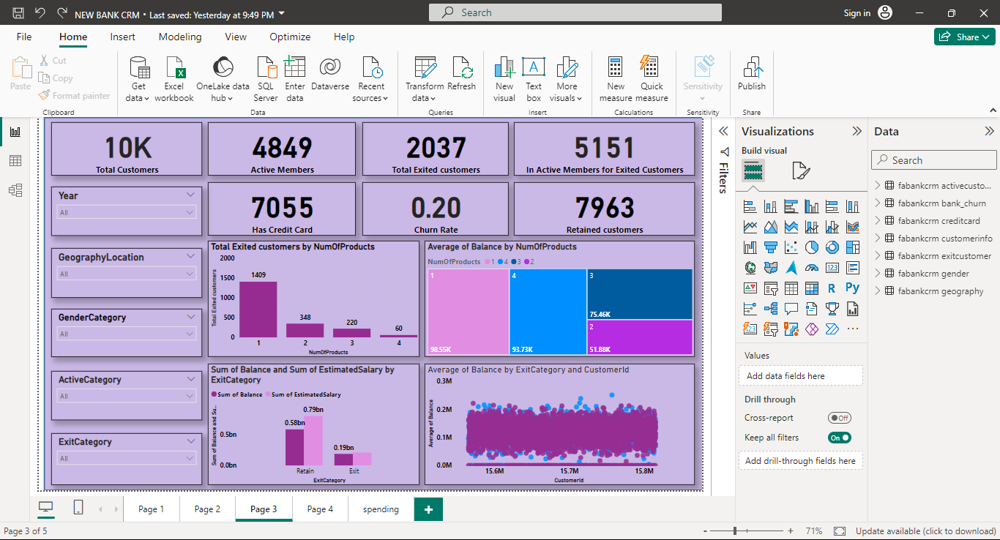 NEW BANK CRM • Last saved: Yesterday at 9:49 PM
Search
Sign in
File Home Insert Modeling View Optimize Help
Share
Paste
Cut
Copy
Format painter
Get data
Excel workbook
OneLake data hub
SQL Server
Enter data
Dataverse
Recent sources
Transform data
Refresh
New visual
Text box
More visuals
New measure
Quick measure
Sensitivity
Publish
Clipboard
Data
Queries
Insert
Calculations
Sensitivity
Share
10K
Total Customers
4849
Active Members
2037
Total Exited customers
5151
In Active Members for Exited Customers
Year
All
7055
Has Credit Card
0.20
Churn Rate
7963
Retained customers
GeographyLocation
All
GenderCategory
All
ActiveCategory
All
ExitCategory
All
Total Exited customers by NumOfProducts
Total Exited customers
2000
1500
1000
500
0
1409
348
220
60
1 2 3 4
NumOfProducts
Average of Balance by NumOfProducts
NumOfProducts 1 4 3 2
1
98.55K
4
93.73K
3
75.46K
2
51.88K
Sum of Balance and Sum of EstimatedSalary by
ExitCategory
Sum of Balance Sum of EstimatedSalary
Sum of Balance and Su...
0.5bn
0.0bn
0.58bn
0.79bn
0.19bn
Retain Exit
ExitCategory
Average of Balance by ExitCategory and CustomerId
Average of Balance
0.3M
0.2M
0.1M
0.0M
15.6M 15.7M 15.8M
CustomerId
Filters
Visualizations
Build visual
123
R
Py
123
Values
Add data fields here
Drill through
Cross-report
Off
Keep all filters
On
Add drill-through fields here
Data
Search
fabankcrm activecusto...
fabankcrm bank_churn
fabankcrm creditcard
fabankcrm customerinfo
fabankcrm exitcustomer
fabankcrm gender
fabankcrm geography
Page 1 Page 2 Page 3 Page 4 spending
Page 3 of 5
71%
Update available (click to download)